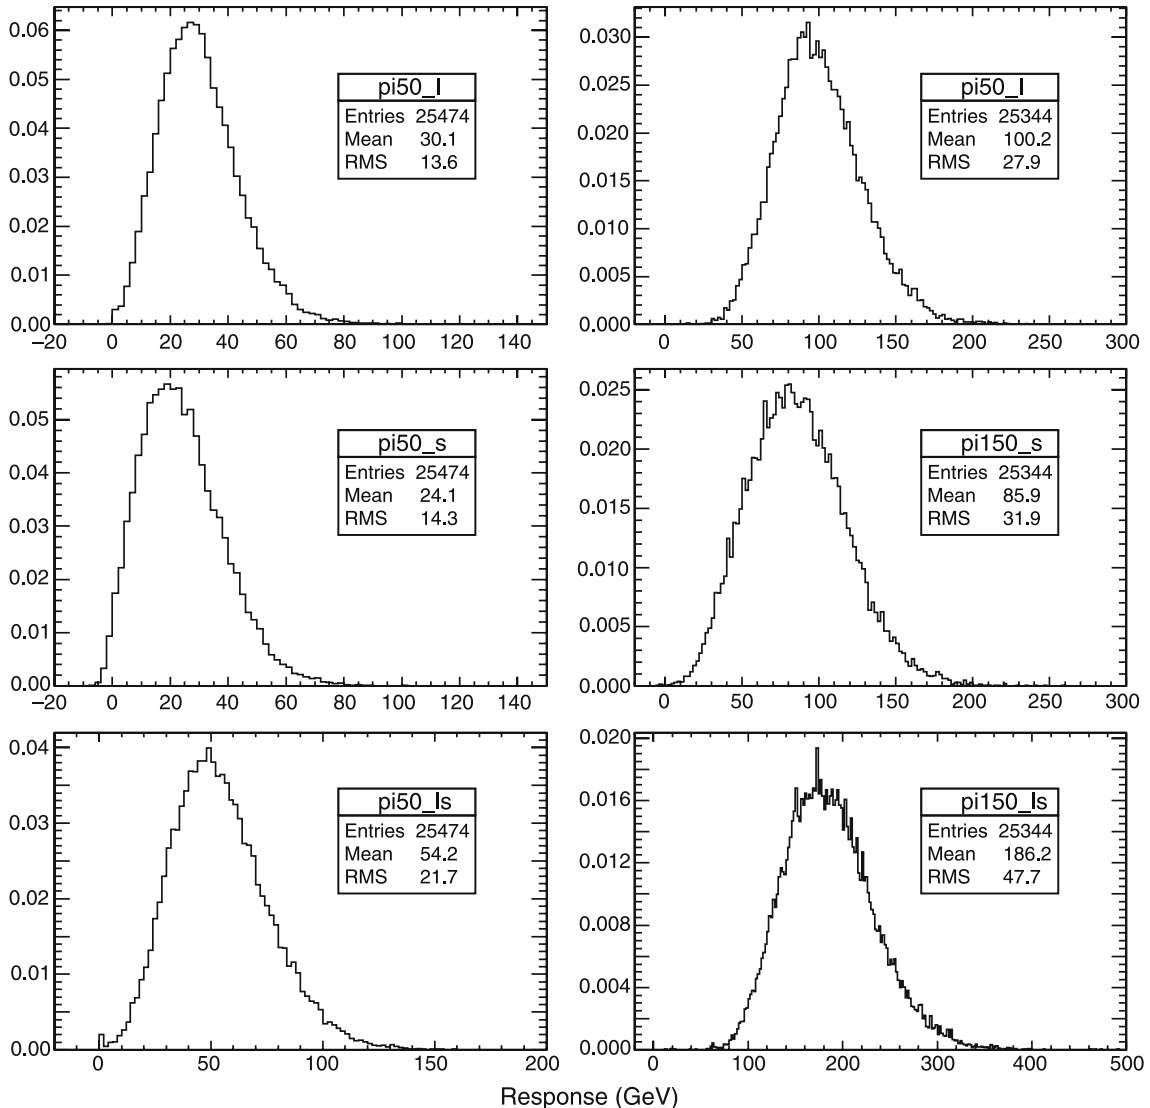 0.06
0.05
0.04
0.03
0.02
0.01
0.00
−20 0 20 40 60 80 100 120 140
pi50_l
Entries 25474
Mean 30.1
RMS 13.6
0.030
0.025
0.020
0.015
0.010
0.005
0.000
0 50 100 150 200 250 300
pi50_l
Entries 25344
Mean 100.2
RMS 27.9
0.05
0.04
0.03
0.02
0.01
0.00
−20 0 20 40 60 80 100 120 140
pi50_s
Entries 25474
Mean 24.1
RMS 14.3
0.025
0.020
0.015
0.010
0.005
0.000
0 50 100 150 200 250 300
pi150_s
Entries 25344
Mean 85.9
RMS 31.9
0.04
0.03
0.02
0.01
0.00
0 50 100 150 200
pi50_ls
Entries 25474
Mean 54.2
RMS 21.7
0.020
0.016
0.012
0.008
0.004
0.000
0 100 200 300 400 500
pi150_ls
Entries 25344
Mean 186.2
RMS 47.7
Response (GeV)